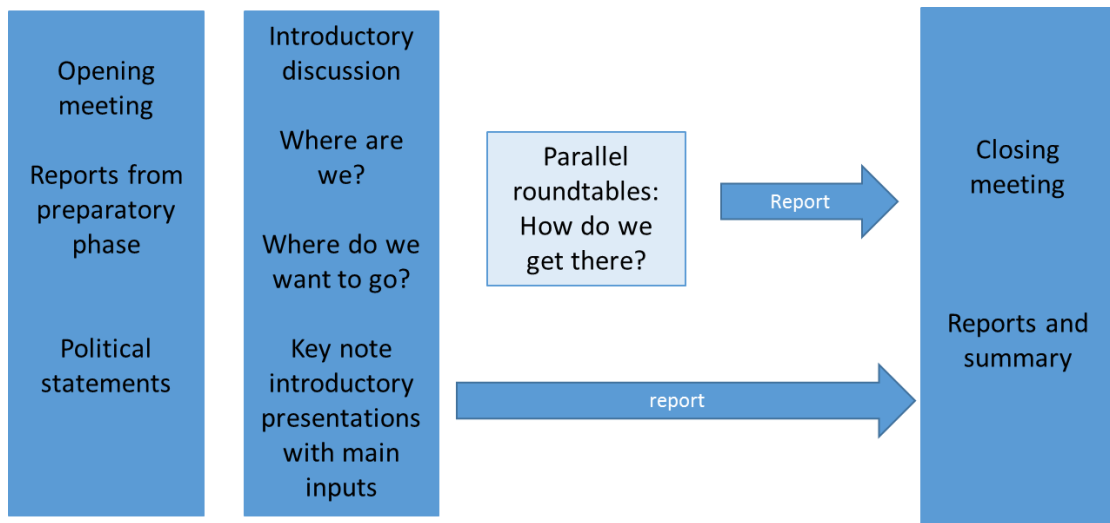 Opening
meeting
Reports from
preparatory
phase
Political
statements
Introductory
discussion
Where are
we?
Where do we
want to go?
Key note
introductory
presentations
with main
inputs
Parallel
roundtables:
How do we
get there?
Report
report
Closing
meeting
Reports and
summary